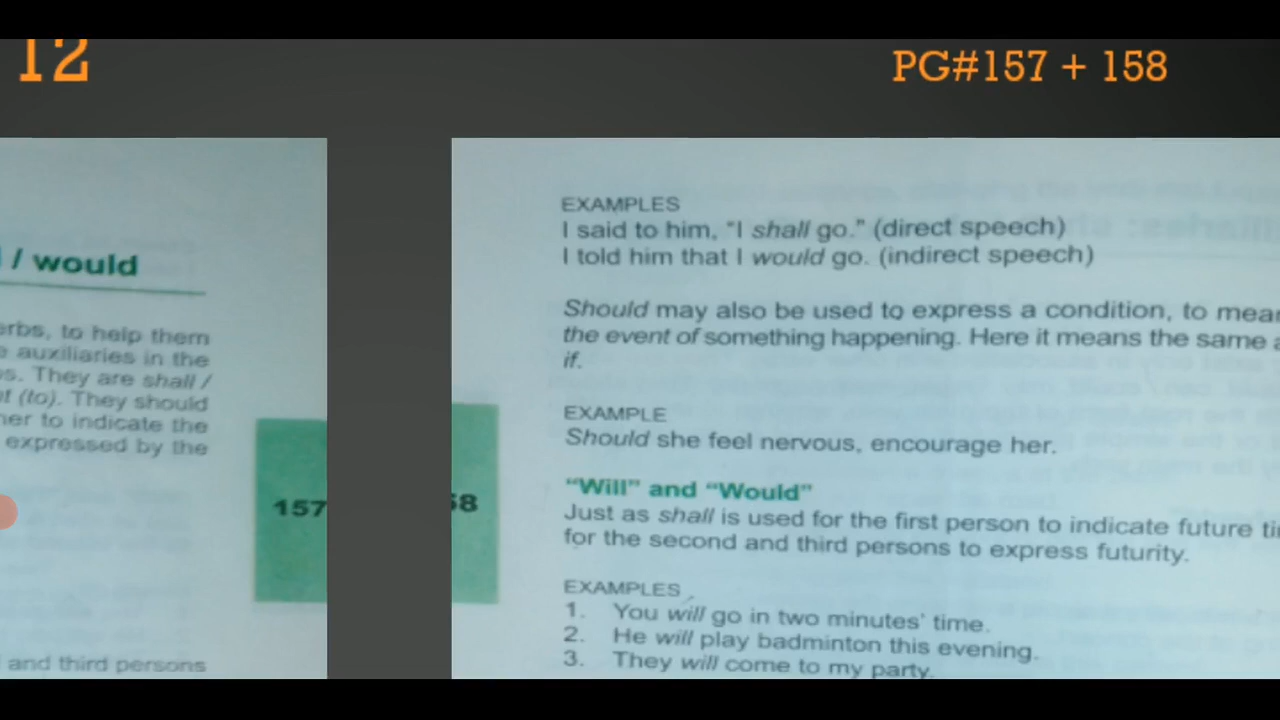 12
PG#157 + 158
/ would
to help them
auxiliaries in the
They are shall /
(to). They should
to indicate the
expressed by the
157
and third persons
EXAMPLES
I said to him, “I shall go.” (direct speech)
I told him that I would go. (indirect speech)
Should may also be used to express a condition, to mean
the event of something happening. Here it means the same
if.
EXAMPLE
Should she feel nervous, encourage her.
“Will” and “Would”
Just as shall is used for the first person to indicate future
for the second and third persons to express futurity.
58
EXAMPLES
1. You will go in two minutes’ time.
2. He will play badminton this evening.
3. They will come to my party.